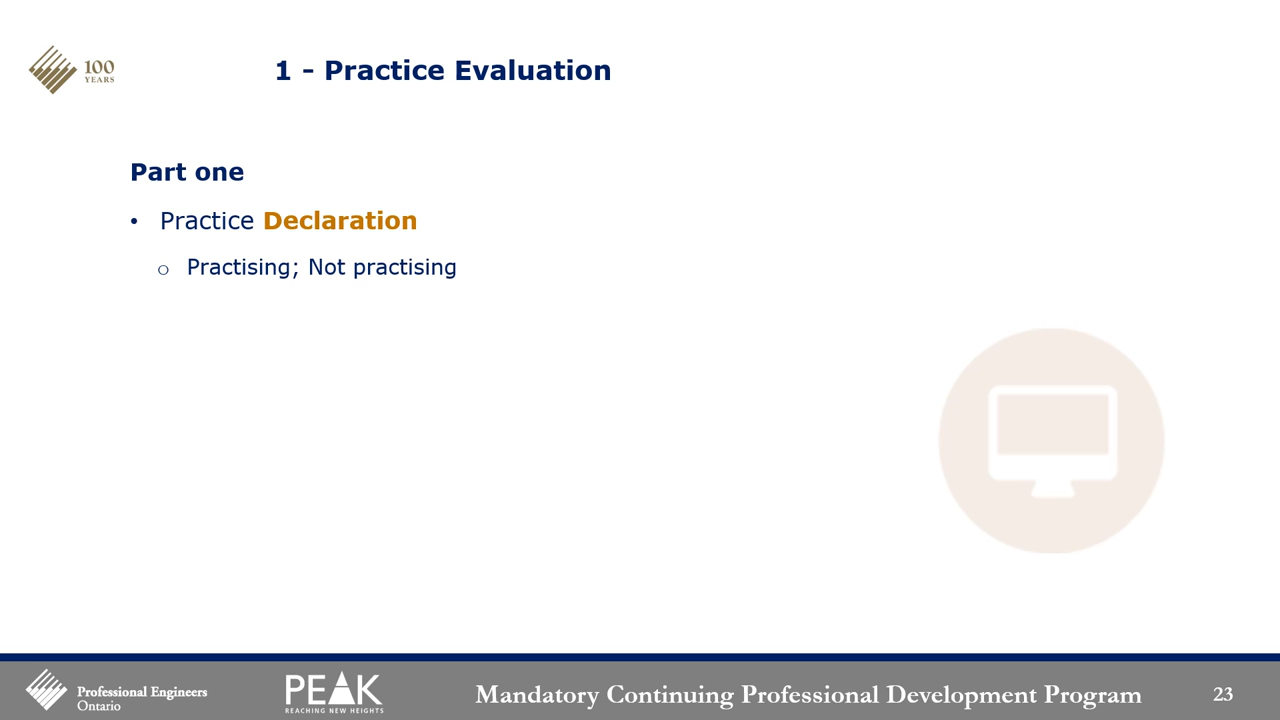 100
YEARS
1 - Practice Evaluation
Part one
• Practice Declaration
o Practising; Not practising
Professional Engineers
Ontario
PEAK
REACHING NEW HEIGHTS
Mandatory Continuing Professional Development Program
23